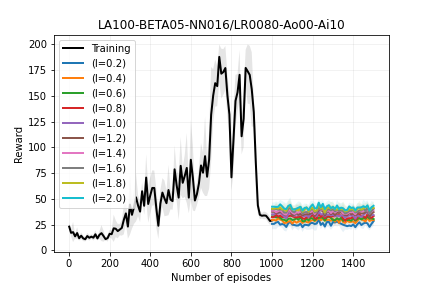 LA100-BETA05-NN016/LR0080-Ao00-Ai10
200
175
150
125
100
75
50
25
0
Reward
Training
(l=0.2)
(l=0.4)
(l=0.6)
(l=0.8)
(l=1.0)
(l=1.2)
(l=1.4)
(l=1.6)
(l=1.8)
(l=2.0)
0 200 400 600 800 1000 1200 1400
Number of episodes